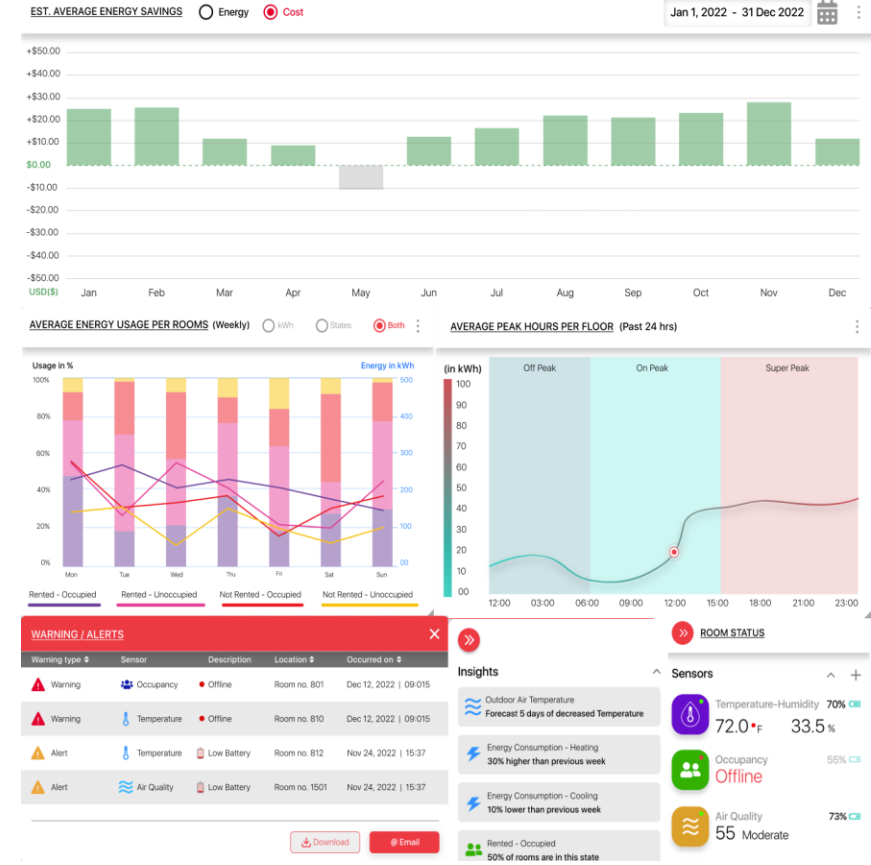 EST. AVERAGE ENERGY SAVINGS Energy Cost Jan 1, 2022 - 31 Dec 2022
+$50.00
+$40.00
+$30.00
+$20.00
+$10.00
$0.00
-$10.00
-$20.00
-$30.00
-$40.00
-$50.00
USD($) Jan Feb Mar Apr May Jun Jul Aug Sep Oct Nov Dec
AVERAGE ENERGY USAGE PER ROOMS (Weekly) kWh States Both
Usage in % Energy in kWh
100% 500
80% 400
60% 300
40% 200
20% 100
0% 00
Mon Tue Wed Thu Fri Sat Sun
Rented - Occupied Rented - Unoccupied Not Rented - Occupied Not Rented - Unoccupied
AVERAGE PEAK HOURS PER FLOOR (Past 24 hrs)
(in kWh) Off Peak On Peak Super Peak
100
90
80
70
60
50
40
30
20
10
00
12:00 03:00 06:00 09:00 12:00 15:00 18:00 21:00 23:00
WARNING / ALERTS
Warning type Sensor Description Location Occurred on
Warning Occupancy Offline Room no. 801 Dec 12, 2022 | 09:015
Warning Temperature Offline Room no. 810 Dec 12, 2022 | 09:015
Alert Temperature Low Battery Room no. 812 Nov 24, 2022 | 15:37
Alert Air Quality Low Battery Room no. 1501 Nov 24, 2022 | 15:37
Download @ Email
Insights
Outdoor Air Temperature
Forecast 5 days of decreased Temperature
Energy Consumption - Heating
30% higher than previous week
Energy Consumption - Cooling
10% lower than previous week
Rented - Occupied
50% of rooms are in this state
ROOM STATUS
Sensors
Temperature-Humidity 70%
72.0 °F 33.5 %
Occupancy 55%
Offline
Air Quality 73%
55 Moderate